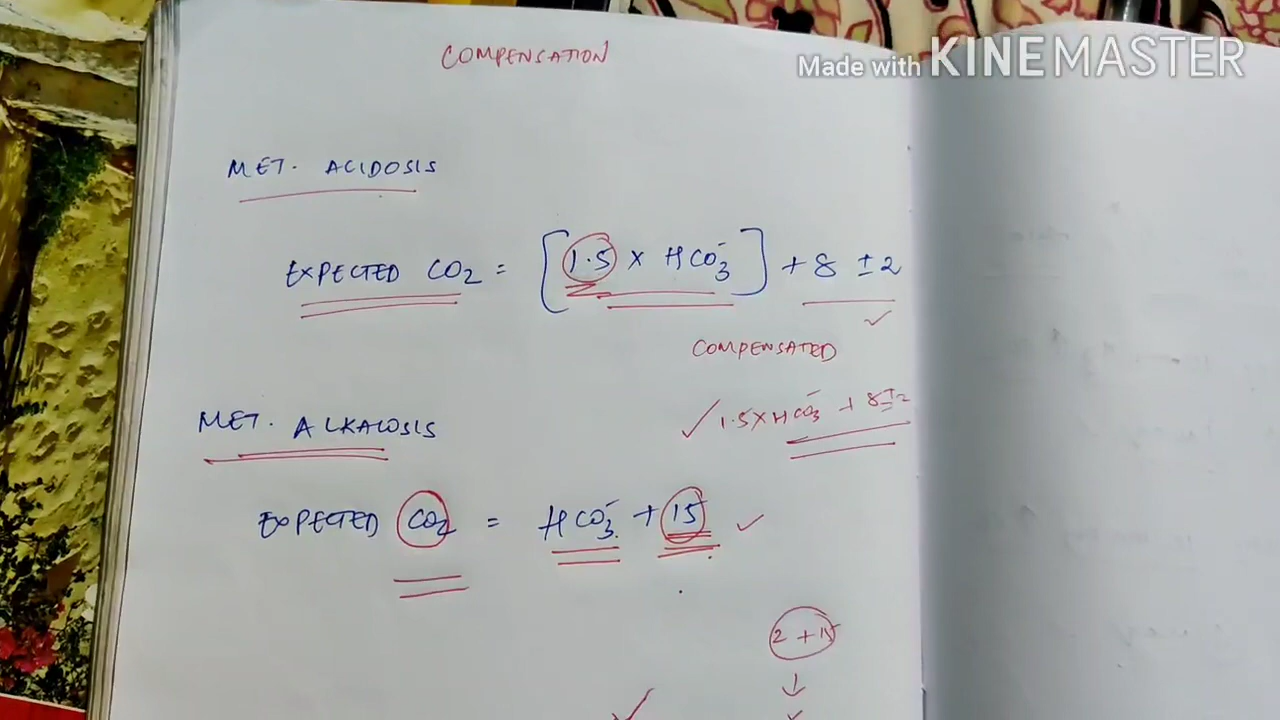 COMPENSATION
Made with KINEMASTER
MET. ACIDOSIS
EXPECTED CO₂ = [1.5 × HCO₃⁻] + 8 ± 2
COMPENSATED
1.5 × HCO₃⁻ + 8 ± 2
MET. ALKALOSIS
EXPECTED CO₂ = HCO₃⁻ + 15
2 + 15